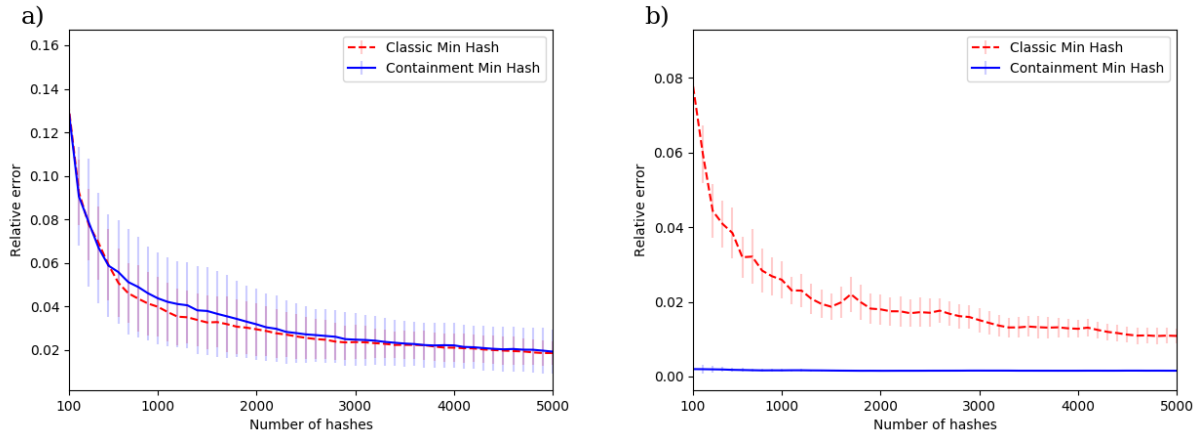 a)
Classic Min Hash
Containment Min Hash
Relative error
0.16
0.14
0.12
0.10
0.08
0.06
0.04
0.02
100
1000
2000
3000
4000
5000
Number of hashes
b)
Classic Min Hash
Containment Min Hash
Relative error
0.08
0.06
0.04
0.02
0.00
100
1000
2000
3000
4000
5000
Number of hashes